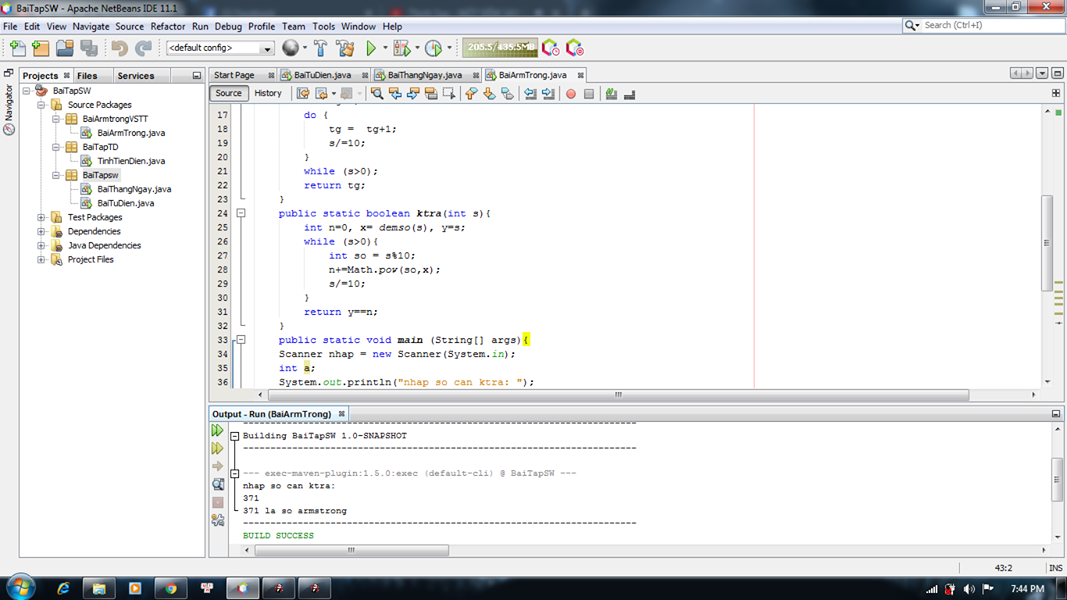 BaiTapSW - Apache NetBeans IDE 11.1
File Edit View Navigate Source Refactor Run Debug Profile Team Tools Window Help
Search (Ctrl+I)
<default config>
205.5/435.5MB
Projects Files Services
Start Page BaiTuDien.java BaiThangNgay.java BaiArmTrong.java
Source History
Navigator
BaiTapSW
Source Packages
BaiArmtrongVSTT
BaiArmTrong.java
BaiTapTD
TinhTienDien.java
BaiTapsw
BaiThangNgay.java
BaiTuDien.java
Test Packages
Dependencies
Java Dependencies
Project Files
17 do {
18 tg = tg+1;
19 s/=10;
20 }
21 while (s>0);
22 return tg;
23 }
24 public static boolean ktra(int s){
25 int n=0, x= demso(s), y=s;
26 while (s>0){
27 int so = s%10;
28 n+=Math.pow(so,x);
29 s/=10;
30 }
31 return y==n;
32 }
33 public static void main (String[] args){
34 Scanner nhap = new Scanner(System.in);
35 int a;
36 System.out.println("nhap so can ktra: ");
Output - Run (BaiArmTrong)
------------------------------------------------------------------------
Building BaiTapSW 1.0-SNAPSHOT
------------------------------------------------------------------------
--- exec-maven-plugin:1.5.0:exec (default-cli) @ BaiTapSW ---
nhap so can ktra:
371
371 la so armstrong
------------------------------------------------------------------------
BUILD SUCCESS
43:2 INS
7:44 PM